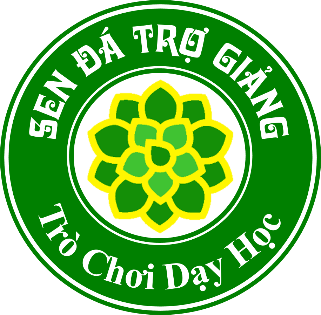 SEN ĐÁ TRỢ GIẢNG
Trò Chơi Dạy Học